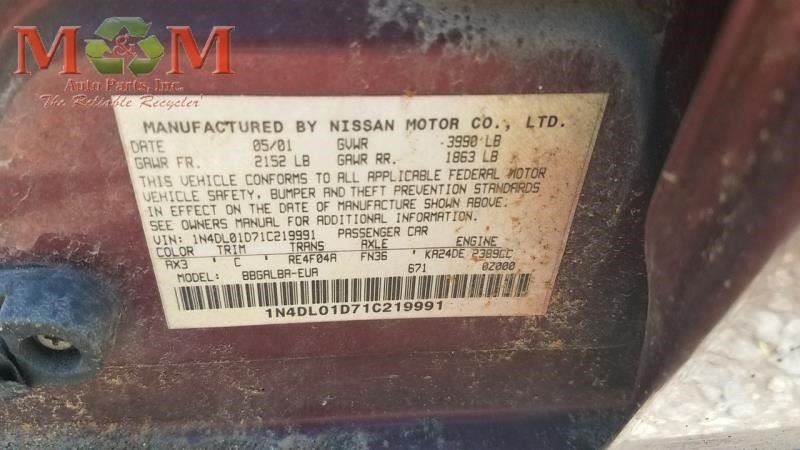 M&M
Auto Parts, Inc.
"The Reliable Recycler"
MANUFACTURED BY NISSAN MOTOR CO., LTD.
DATE 05/01 GVWR 3990 LB
GAWR FR. 2152 LB GAWR RR. 1863 LB
THIS VEHICLE CONFORMS TO ALL APPLICABLE FEDERAL MOTOR
VEHICLE SAFETY, BUMPER AND THEFT PREVENTION STANDARDS
IN EFFECT ON THE DATE OF MANUFACTURE SHOWN ABOVE.
SEE OWNERS MANUAL FOR ADDITIONAL INFORMATION.
VIN: 1N4DL01D71C219991 PASSENGER CAR
COLOR TRIM TRANS AXLE ENGINE
AX3 C RE4F04A FN36 KA24DE 2389CC
MODEL: BBGALBA-EUA 671 0Z000
1N4DL01D71C219991